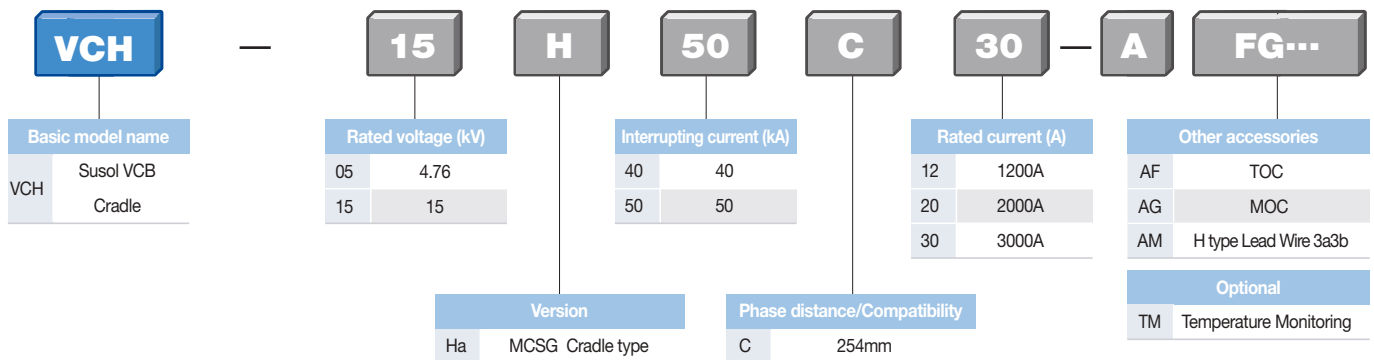 VCH — 15 H 50 C 30 — A FG···
Basic model name
VCH Susol VCB
Cradle
Rated voltage (kV)
05 4.76
15 15
Interrupting current (kA)
40 40
50 50
Rated current (A)
12 1200A
20 2000A
30 3000A
Other accessories
AF TOC
AG MOC
AM H type Lead Wire 3a3b
Optional
TM Temperature Monitoring
Version
Ha MCSG Cradle type
Phase distance/Compatibility
C 254mm